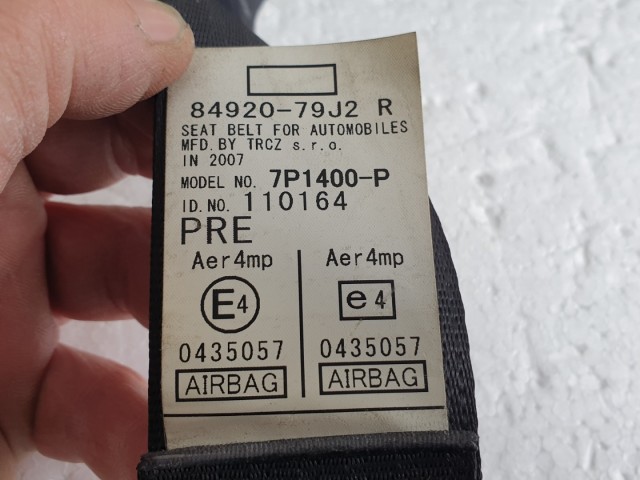 84920-79J2 R
SEAT BELT FOR AUTOMOBILES
MFD. BY TRCZ s.r.o.
IN 2007
MODEL NO. 7P1400-P
ID.NO. 110164
PRE
Aer4mp Aer4mp
E4 e4
0435057 0435057
AIRBAG AIRBAG